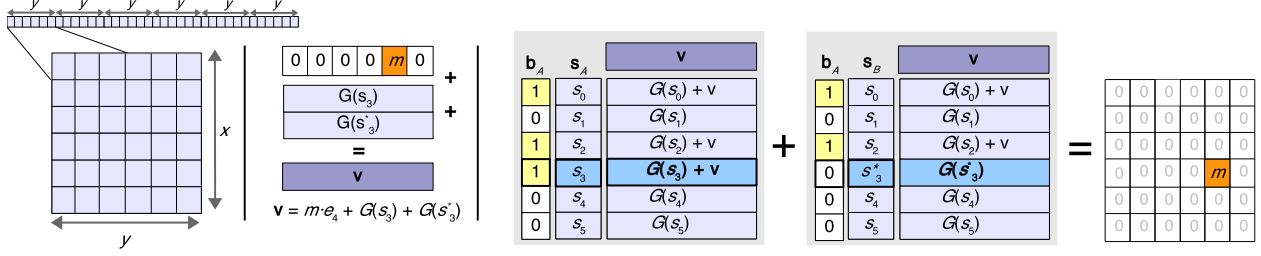 y y y y y y
x
y
0 0 0 0 m 0
+
G(s3)
+
G(s*3)
=
v
v = m·e4 + G(s3) + G(s*3)
bA sA v
1 s0 G(s0) + v
0 s1 G(s1)
1 s2 G(s2) + v
1 s3 G(s3) + v
0 s4 G(s4)
0 s5 G(s5)
+
bA sB v
1 s0 G(s0) + v
0 s1 G(s1)
1 s2 G(s2) + v
0 s*3 G(s*3)
0 s4 G(s4)
0 s5 G(s5)
=
0 0 0 0 0 0
0 0 0 0 0 0
0 0 0 0 0 0
0 0 0 0 m 0
0 0 0 0 0 0
0 0 0 0 0 0